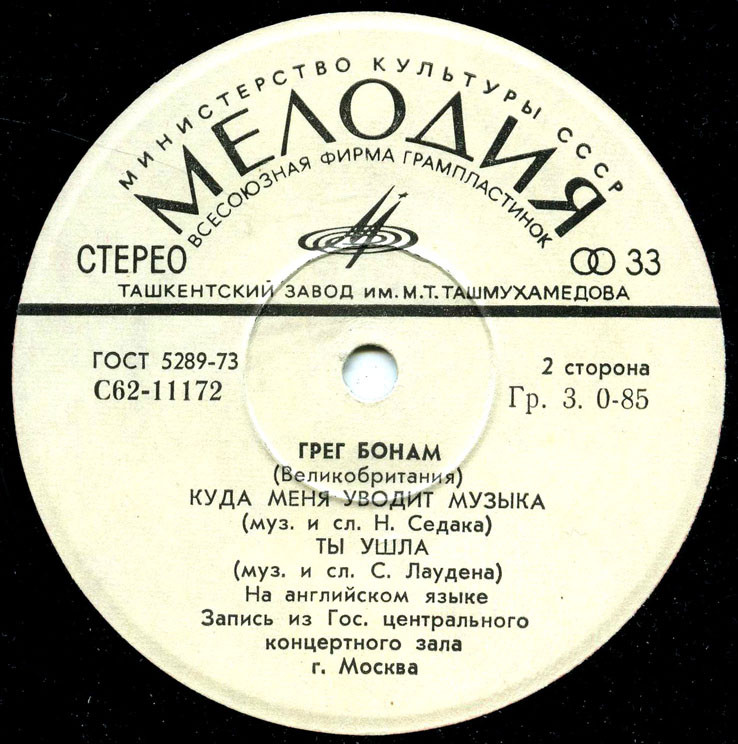 МИНИСТЕРСТВО КУЛЬТУРЫ СССР
МЕЛОДИЯ
ВСЕСОЮЗНАЯ ФИРМА ГРАМПЛАСТИНОК
СТЕРЕО
33
ТАШКЕНТСКИЙ ЗАВОД ИМ. М.Т. ТАШМУХАМЕДОВА
ГОСТ 5289-73
С62-11172
2 сторона
Гр. 3. 0-85
ГРЕГ БОНАМ
(Великобритания)
КУДА МЕНЯ УВОДИТ МУЗЫКА
(муз. и сл. Н. Седака)
ТЫ УШЛА
(муз. и сл. С. Лаудена)
На английском языке
Запись из Гос. центрального
концертного зала
г. Москва